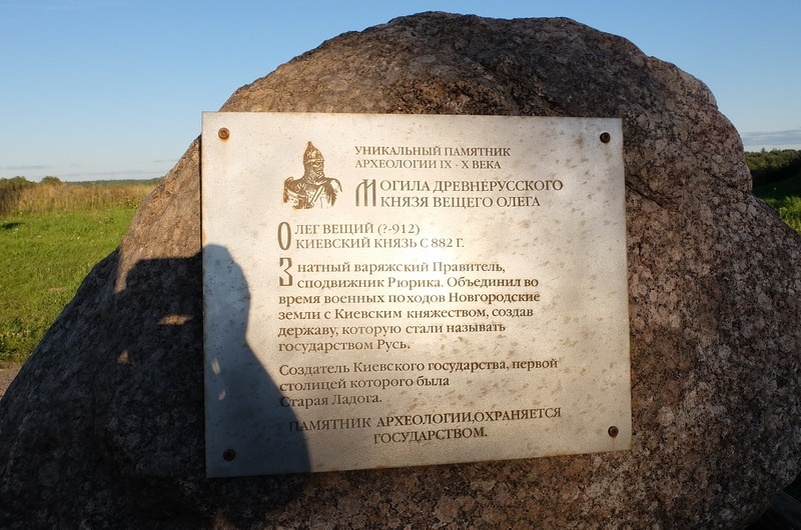 УНИКАЛЬНЫЙ ПАМЯТНИК
АРХЕОЛОГИИ IX - X ВЕКА
МОГИЛА ДРЕВНЕРУССКОГО
КНЯЗЯ ВЕЩЕГО ОЛЕГА
ОЛЕГ ВЕЩИЙ (?-912)
КИЕВСКИЙ КНЯЗЬ С 882 Г.
Знатный варяжский Правитель,
сподвижник Рюрика. Объединил во
время военных походов Новгородские
земли с Киевским княжеством, создав
державу, которую стали называть
государством Русь.
Создатель Киевского государства, первой
столицей которого была
Старая Ладога.
ПАМЯТНИК АРХЕОЛОГИИ,ОХРАНЯЕТСЯ
ГОСУДАРСТВОМ.